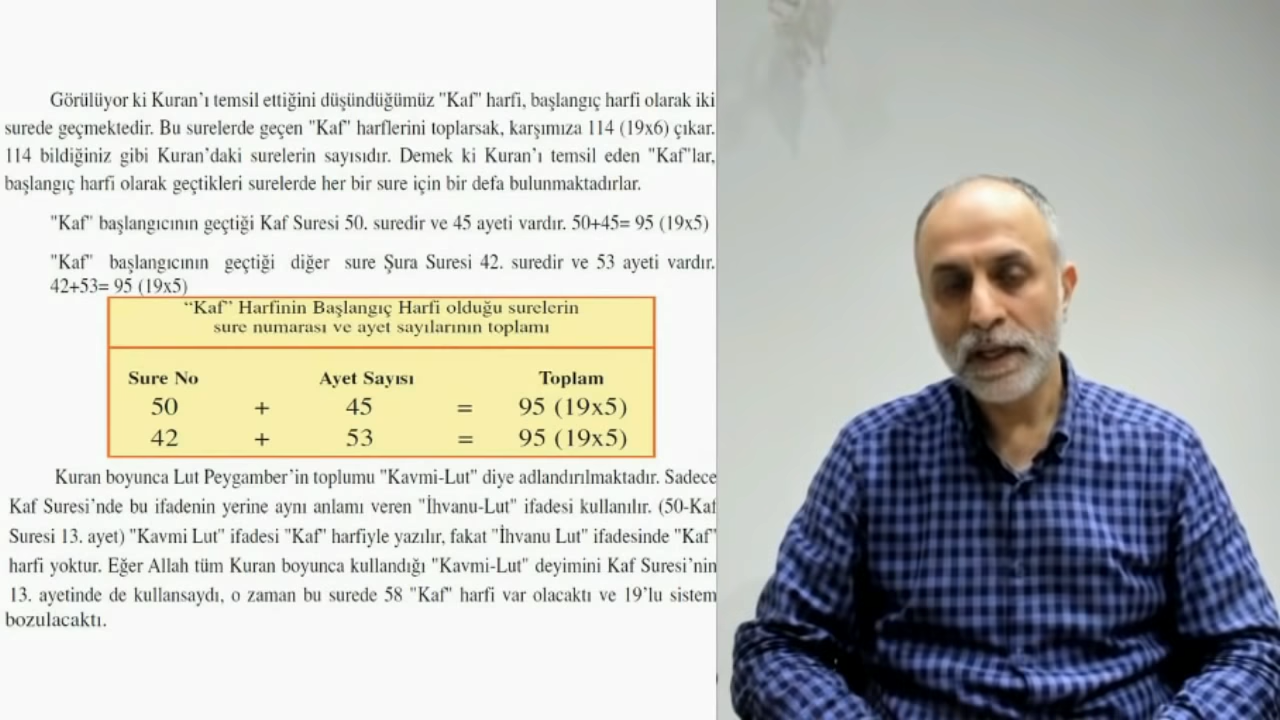 Görülüyor ki Kuran’ı temsil ettiğini düşündüğümüz "Kaf" harfi, başlangıç harfi olarak iki
surede geçmektedir. Bu surelerde geçen "Kaf" harflerini toplarsak, karşımıza 114 (19x6) çıkar.
114 bildiğiniz gibi Kuran’daki surelerin sayısıdır. Demek ki Kuran’ı temsil eden "Kaf"lar,
başlangıç harfi olarak geçtikleri surelerde her bir sure için bir defa bulunmaktadırlar.
"Kaf" başlangıcının geçtiği Kaf Suresi 50. suredir ve 45 ayeti vardır. 50+45= 95 (19x5)
"Kaf" başlangıcının geçtiği diğer sure Şura Suresi 42. suredir ve 53 ayeti vardır.
42+53= 95 (19x5)
“Kaf” Harfinin Başlangıç Harfi olduğu surelerin
sure numarası ve ayet sayılarının toplamı
Sure No Ayet Sayısı Toplam
50 + 45 = 95 (19x5)
42 + 53 = 95 (19x5)
Kuran boyunca Lut Peygamber’in toplumu "Kavmi-Lut" diye adlandırılmaktadır. Sadece
Kaf Suresi’nde bu ifadenin yerine aynı anlamı veren "İhvanu-Lut" ifadesi kullanılır. (50-Kaf
Suresi 13. ayet) "Kavmi Lut" ifadesi "Kaf" harfiyle yazılır, fakat "İhvanu Lut" ifadesinde "Kaf"
harfi yoktur. Eğer Allah tüm Kuran boyunca kullandığı "Kavmi-Lut" deyimini Kaf Suresi’nin
13. ayetinde de kullansaydı, o zaman bu surede 58 "Kaf" harfi var olacaktı ve 19’lu sistem
bozulacaktı.